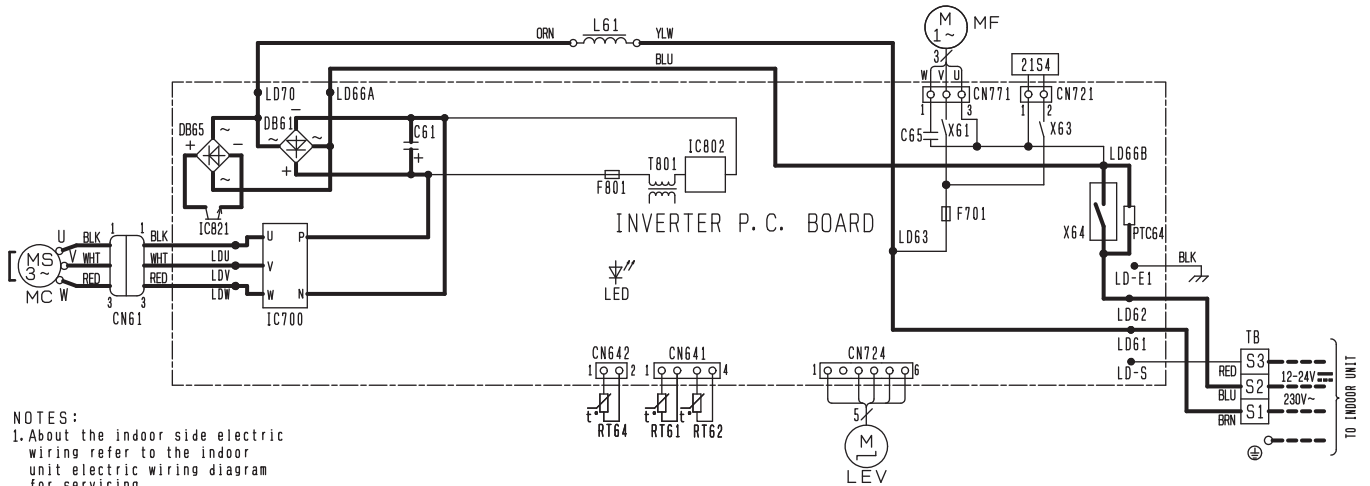 L61
ORN
YLW
BLU
M
1~
MF
3
W V U
21S4
CN771
CN721
1
3
1
2
LD70
LD66A
DB65
DB61
~
~
~
~
+
-
-
+
C61
+
C65
X61
X63
IC802
T801
F801
LD66B
IC821
INVERTER P.C. BOARD
F701
X64
PTC64
LD63
U
V
W
MS
3~
MC
BLK
WHT
RED
1
3
1
3
CN61
BLK
WHT
RED
LDU
LDV
LDW
U
V
W
P
N
IC700
LED
BLK
LD-E1
LD62
LD61
LD-S
TB
S3
S2
S1
RED
BLU
BRN
12-24V
230V~
TO INDOOR UNIT
CN642
1
2
CN641
1
4
CN724
1
6
t°
RT64
t°
RT61
t°
RT62
5
M
LEV
NOTES:
1. About the indoor side electric
wiring refer to the indoor
unit electric wiring diagram
for servicing.